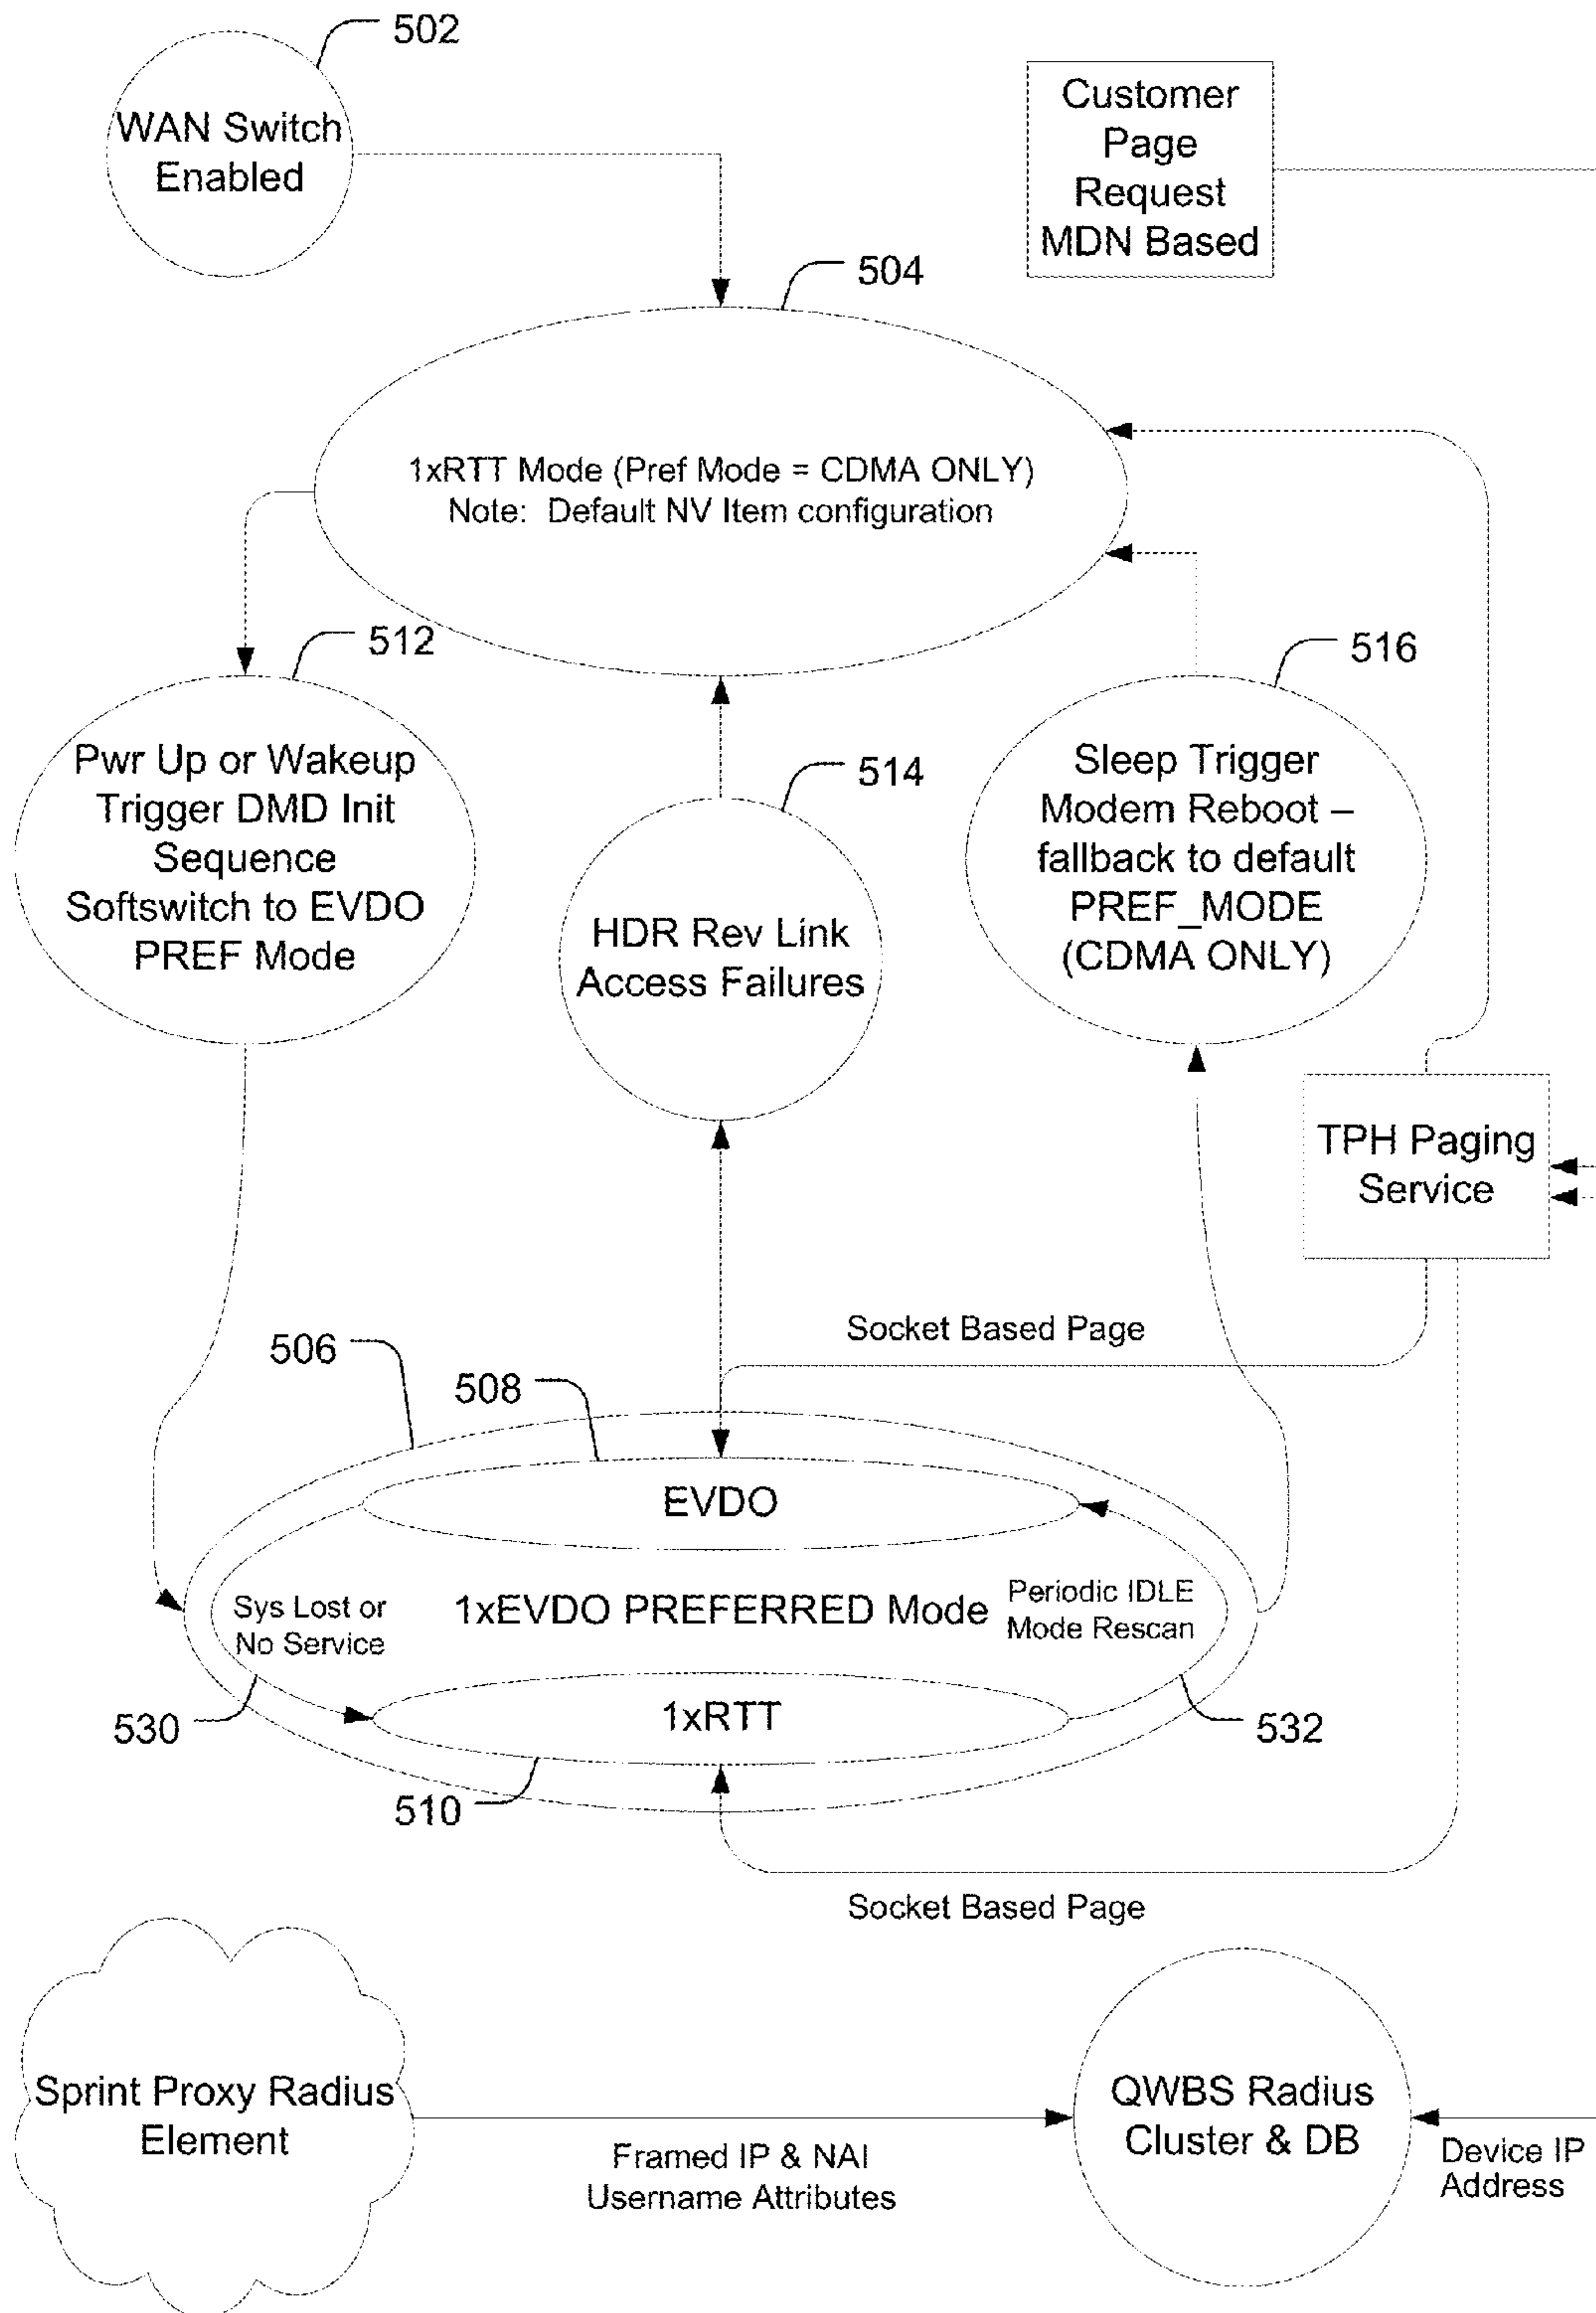 502
WAN Switch
Enabled
Customer
Page
Request
MDN Based
504
1xRTT Mode (Pref Mode = CDMA ONLY)
Note: Default NV Item configuration
512
Pwr Up or Wakeup
Trigger DMD Init
Sequence
Softswitch to EVDO
PREF Mode
514
HDR Rev Link
Access Failures
516
Sleep Trigger
Modem Reboot –
fallback to default
PREF_MODE
(CDMA ONLY)
TPH Paging
Service
Socket Based Page
506
508
EVDO
Sys Lost or
No Service
1xEVDO PREFERRED Mode
Periodic IDLE
Mode Rescan
1xRTT
530
532
510
Socket Based Page
Sprint Proxy Radius
Element
Framed IP & NAI
Username Attributes
QWBS Radius
Cluster & DB
Device IP
Address